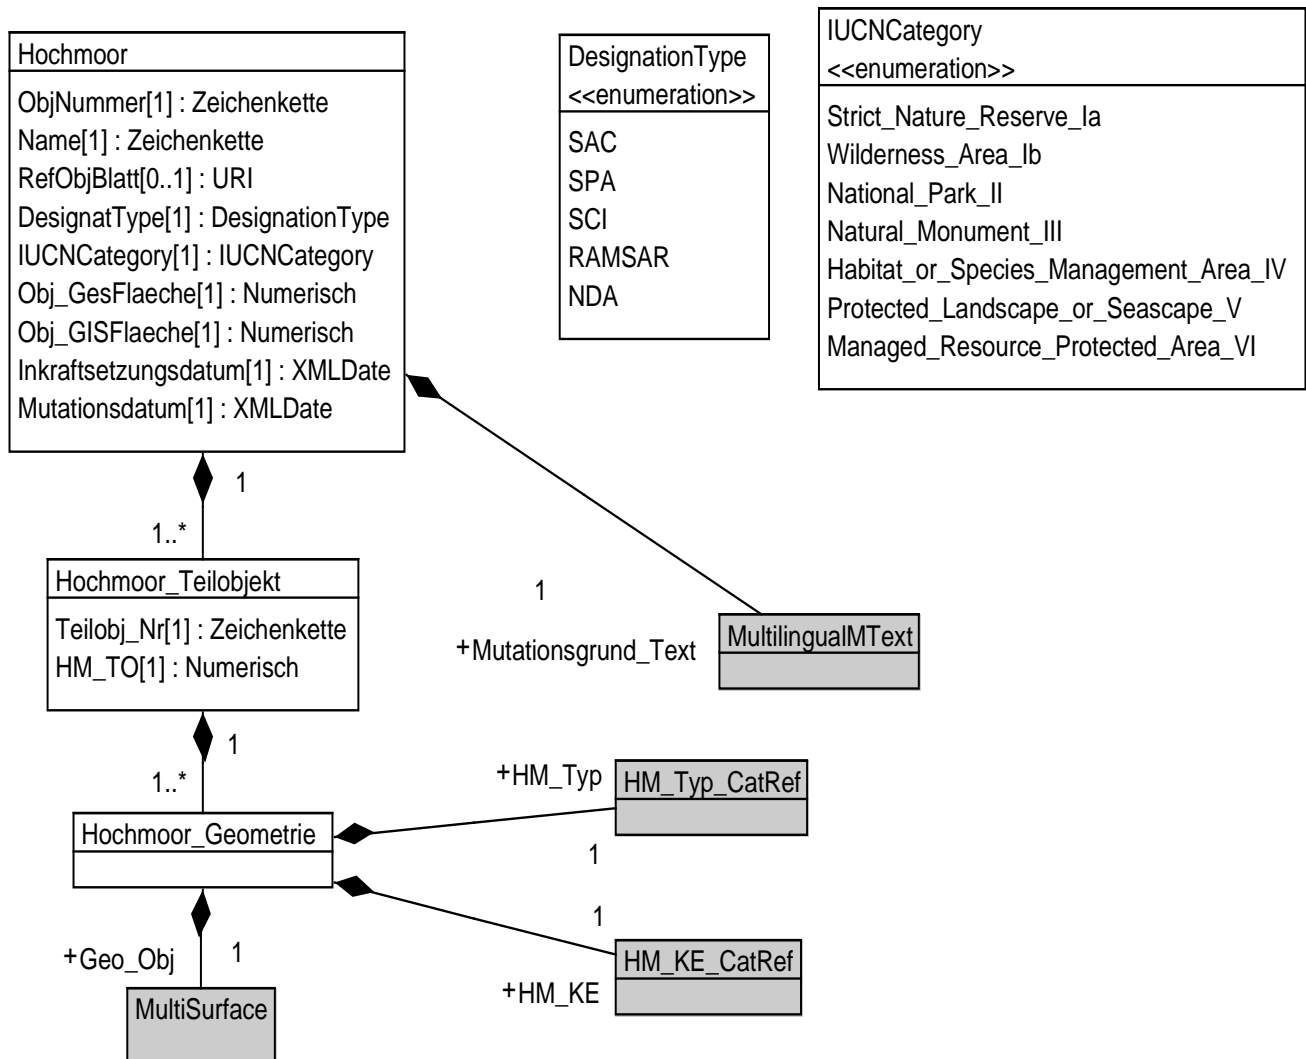 Hochmoor
ObjNummer[1] : Zeichenkette
Name[1] : Zeichenkette
RefObjBlatt[0..1] : URI
DesignatType[1] : DesignationType
IUCNCategory[1] : IUCNCategory
Obj_GesFlaeche[1] : Numerisch
Obj_GISFlaeche[1] : Numerisch
Inkraftsetzungsdatum[1] : XMLDate
Mutationsdatum[1] : XMLDate
DesignationType
<<enumeration>>
SAC
SPA
SCI
RAMSAR
NDA
IUCNCategory
<<enumeration>>
Strict_Nature_Reserve_Ia
Wilderness_Area_Ib
National_Park_II
Natural_Monument_III
Habitat_or_Species_Management_Area_IV
Protected_Landscape_or_Seascape_V
Managed_Resource_Protected_Area_VI
1
1..*
Hochmoor_Teilobjekt
Teilobj_Nr[1] : Zeichenkette
HM_TO[1] : Numerisch
1
+Mutationsgrund_Text
MultilingualMText
1
1..*
Hochmoor_Geometrie
+HM_Typ
HM_Typ_CatRef
1
1
HM_KE_CatRef
+HM_KE
+Geo_Obj
1
MultiSurface